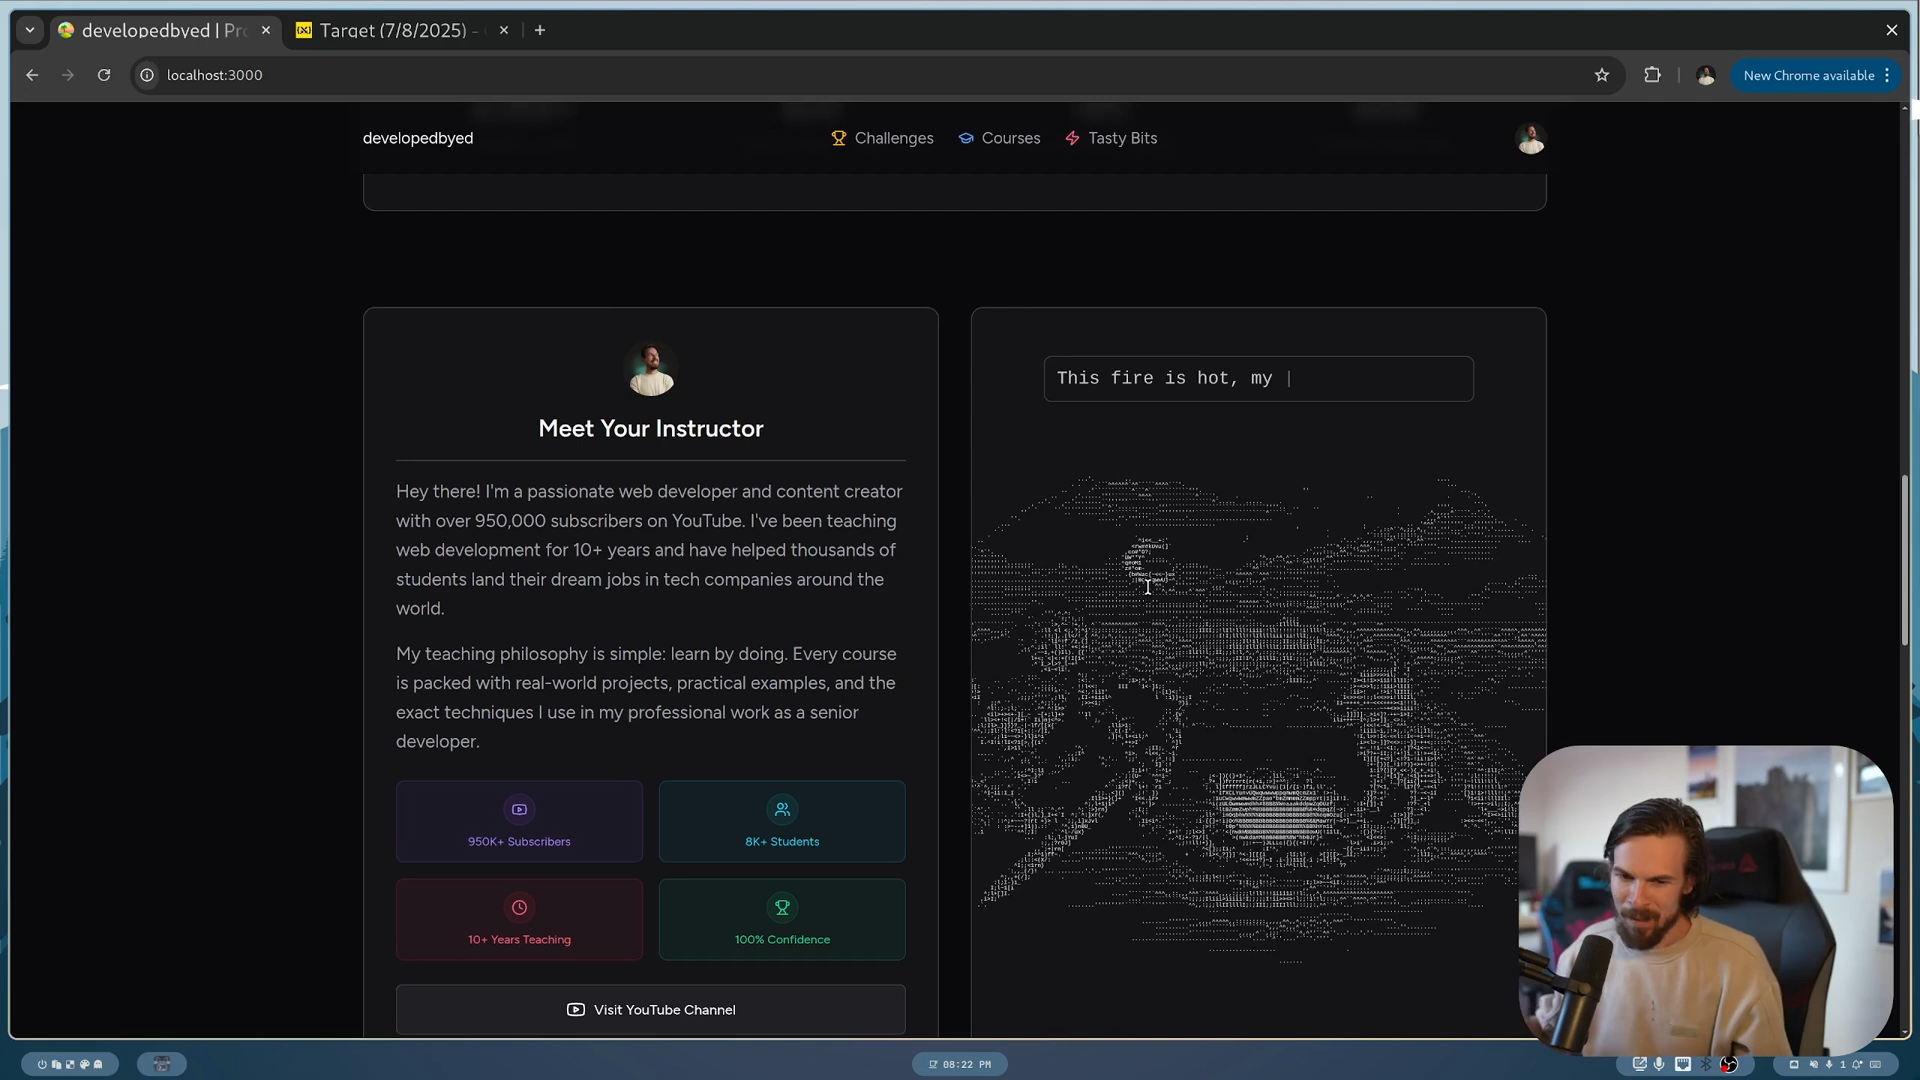 developedbyed | Pro
Target (7/8/2025) -
localhost:3000
New Chrome available
developedbyed
Challenges
Courses
Tasty Bits
Meet Your Instructor
Hey there! I'm a passionate web developer and content creator
with over 950,000 subscribers on YouTube. I've been teaching
web development for 10+ years and have helped thousands of
students land their dream jobs in tech companies around the
world.
My teaching philosophy is simple: learn by doing. Every course
is packed with real-world projects, practical examples, and the
exact techniques I use in my professional work as a senior
developer.
950K+ Subscribers
8K+ Students
10+ Years Teaching
100% Confidence
Visit YouTube Channel
This fire is hot, my |
08:22 PM
1